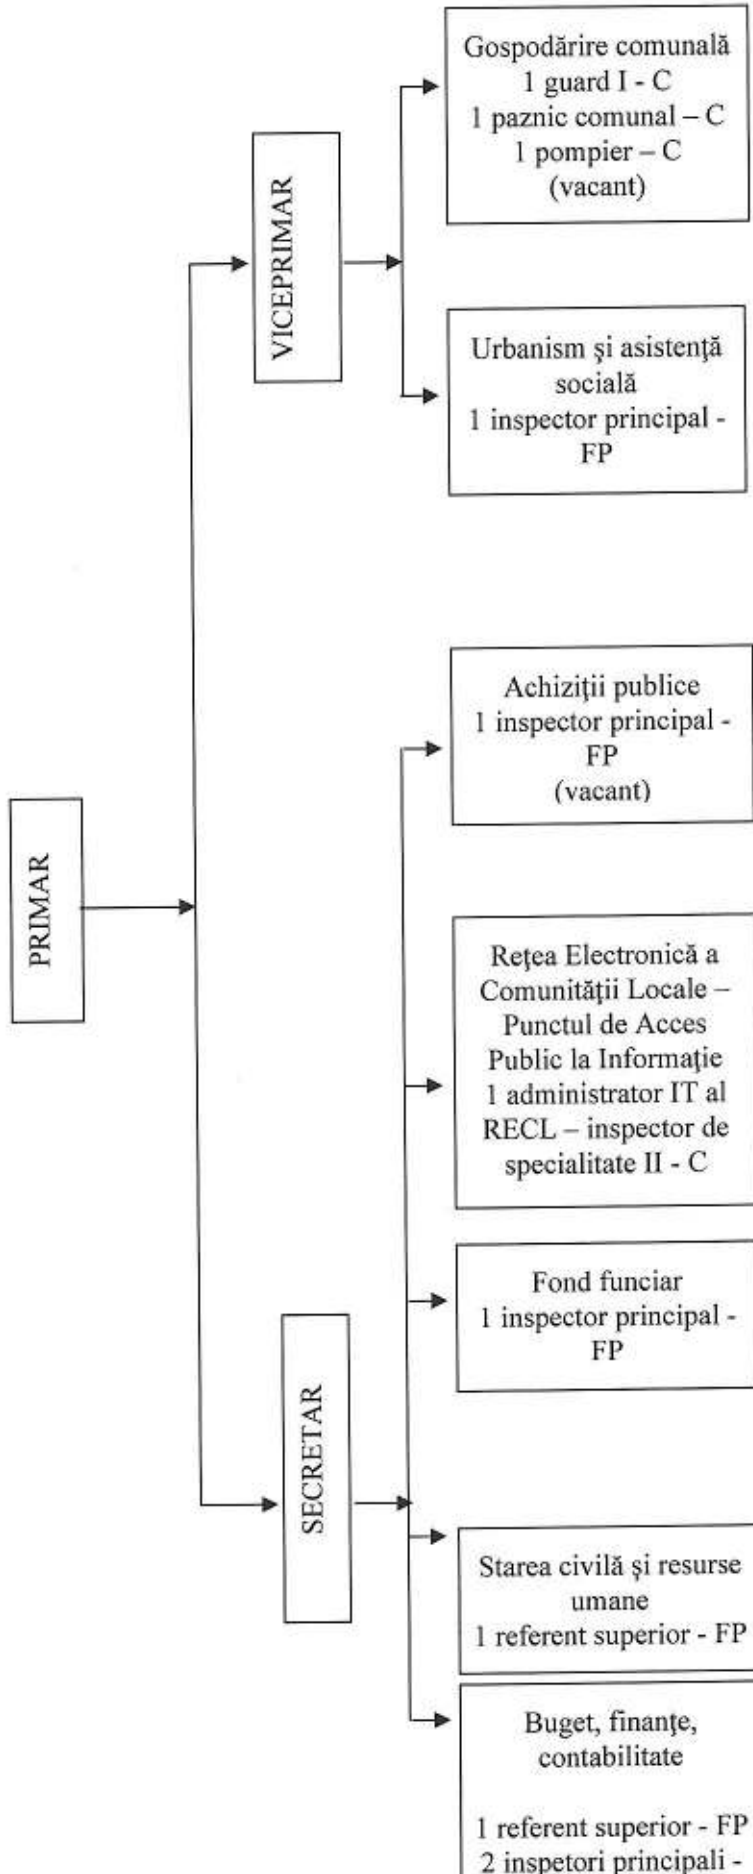 PRIMAR
VICEPRIMAR
Gospodărire comunală
1 guard I - C
1 paznic comunal – C
1 pompier – C
(vacant)
Urbanism şi asistenţă
socială
1 inspector principal -
FP
SECRETAR
Achiziţii publice
1 inspector principal -
FP
(vacant)
Reţea Electronică a
Comunităţii Locale –
Punctul de Acces
Public la Informaţie
1 administrator IT al
RECL – inspector de
specialitate II - C
Fond funciar
1 inspector principal -
FP
Starea civilă şi resurse
umane
1 referent superior - FP
Buget, finanţe,
contabilitate
1 referent superior - FP
2 inspetori principali -